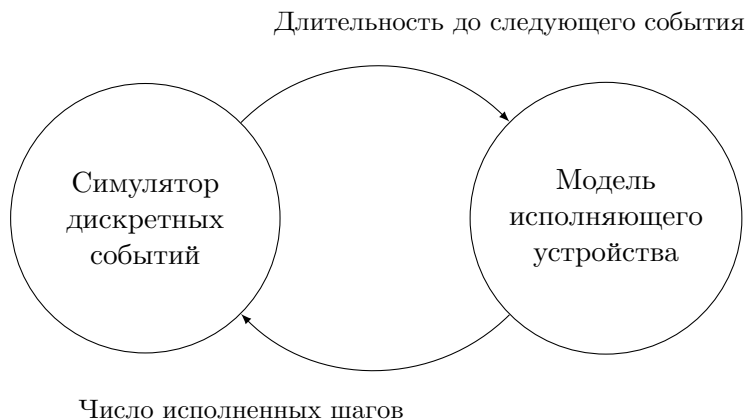 Длительность до следующего события
Симулятор
дискретных
событий
Модель
исполняющего
устройства
Число исполненных шагов